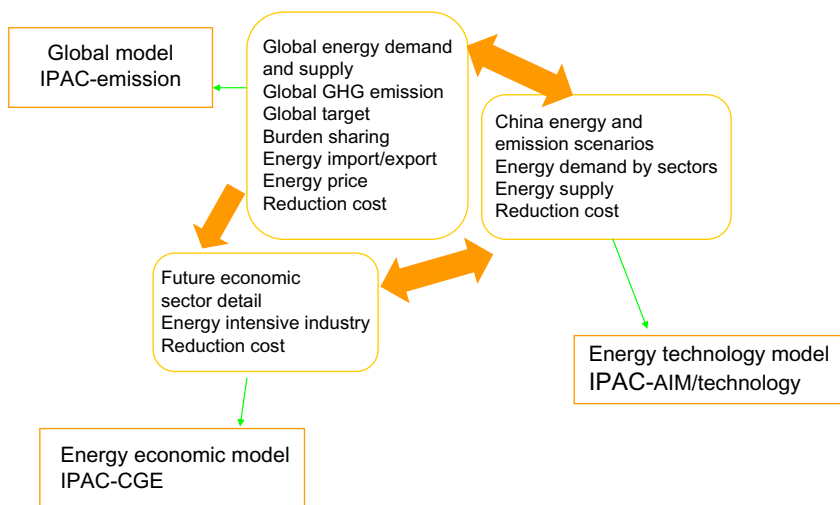 Global model
IPAC-emission
Global energy demand
and supply
Global GHG emission
Global target
Burden sharing
Energy import/export
Energy price
Reduction cost
China energy and
emission scenarios
Energy demand by sectors
Energy supply
Reduction cost
Future economic
sector detail
Energy intensive industry
Reduction cost
Energy technology model
IPAC-AIM/technology
Energy economic model
IPAC-CGE